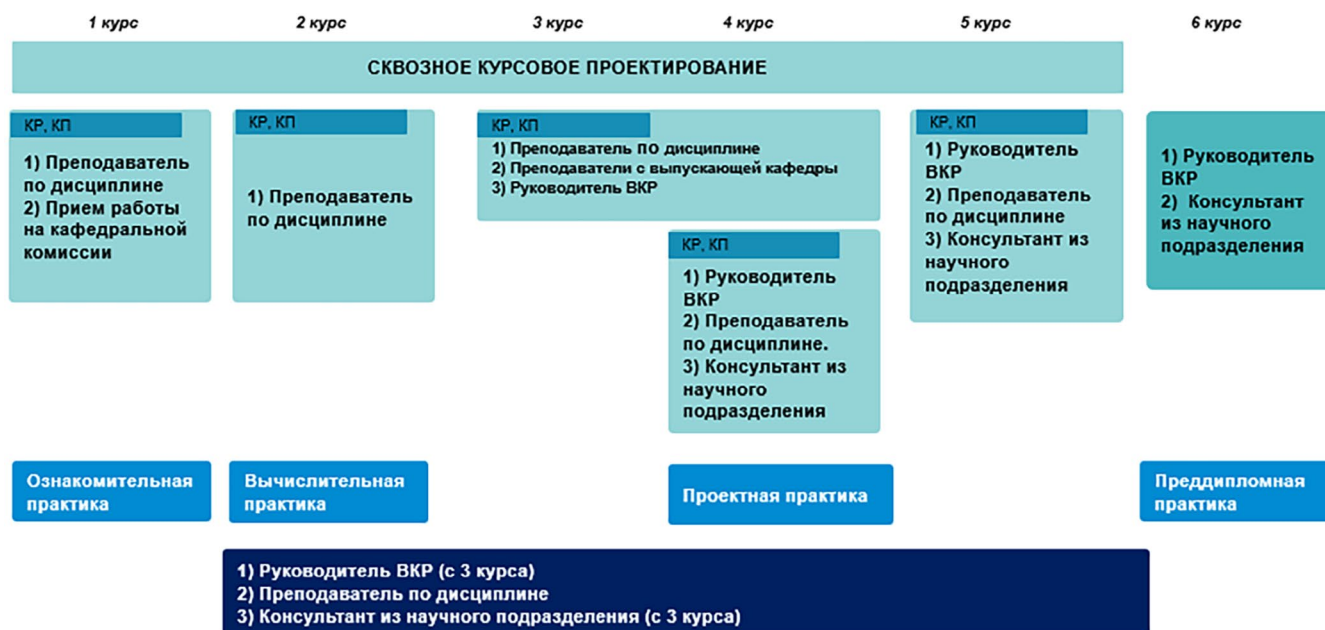 1 курс
2 курс
3 курс
4 курс
5 курс
6 курс
СКВОЗНОЕ КУРСОВОЕ ПРОЕКТИРОВАНИЕ
КР, КП
1) Преподаватель
по дисциплине
2) Прием работы
на кафедральной
комиссии
КР, КП
1) Преподаватель
по дисциплине
КР, КП
1) Преподаватель ПО дисциплине
2) Преподаватели с выпускающей кафедры
3) Руководитель ВКР
КР, КП
1) Руководитель
ВКР
2) Преподаватель
по дисциплине.
3) Консультант из
научного
подразделения
КР, КП
1) Руководитель
ВКР
2) Преподаватель
по дисциплине
3) Консультант из
научного
подразделения
1) Руководитель
ВКР
2) Консультант
из научного
подразделения
Ознакомительная
практика
Вычислительная
практика
Проектная практика
Преддипломная
практика
1) Руководитель ВКР (с 3 курса)
2) Преподаватель по дисциплине
3) Консультант из научного подразделения (с 3 курса)